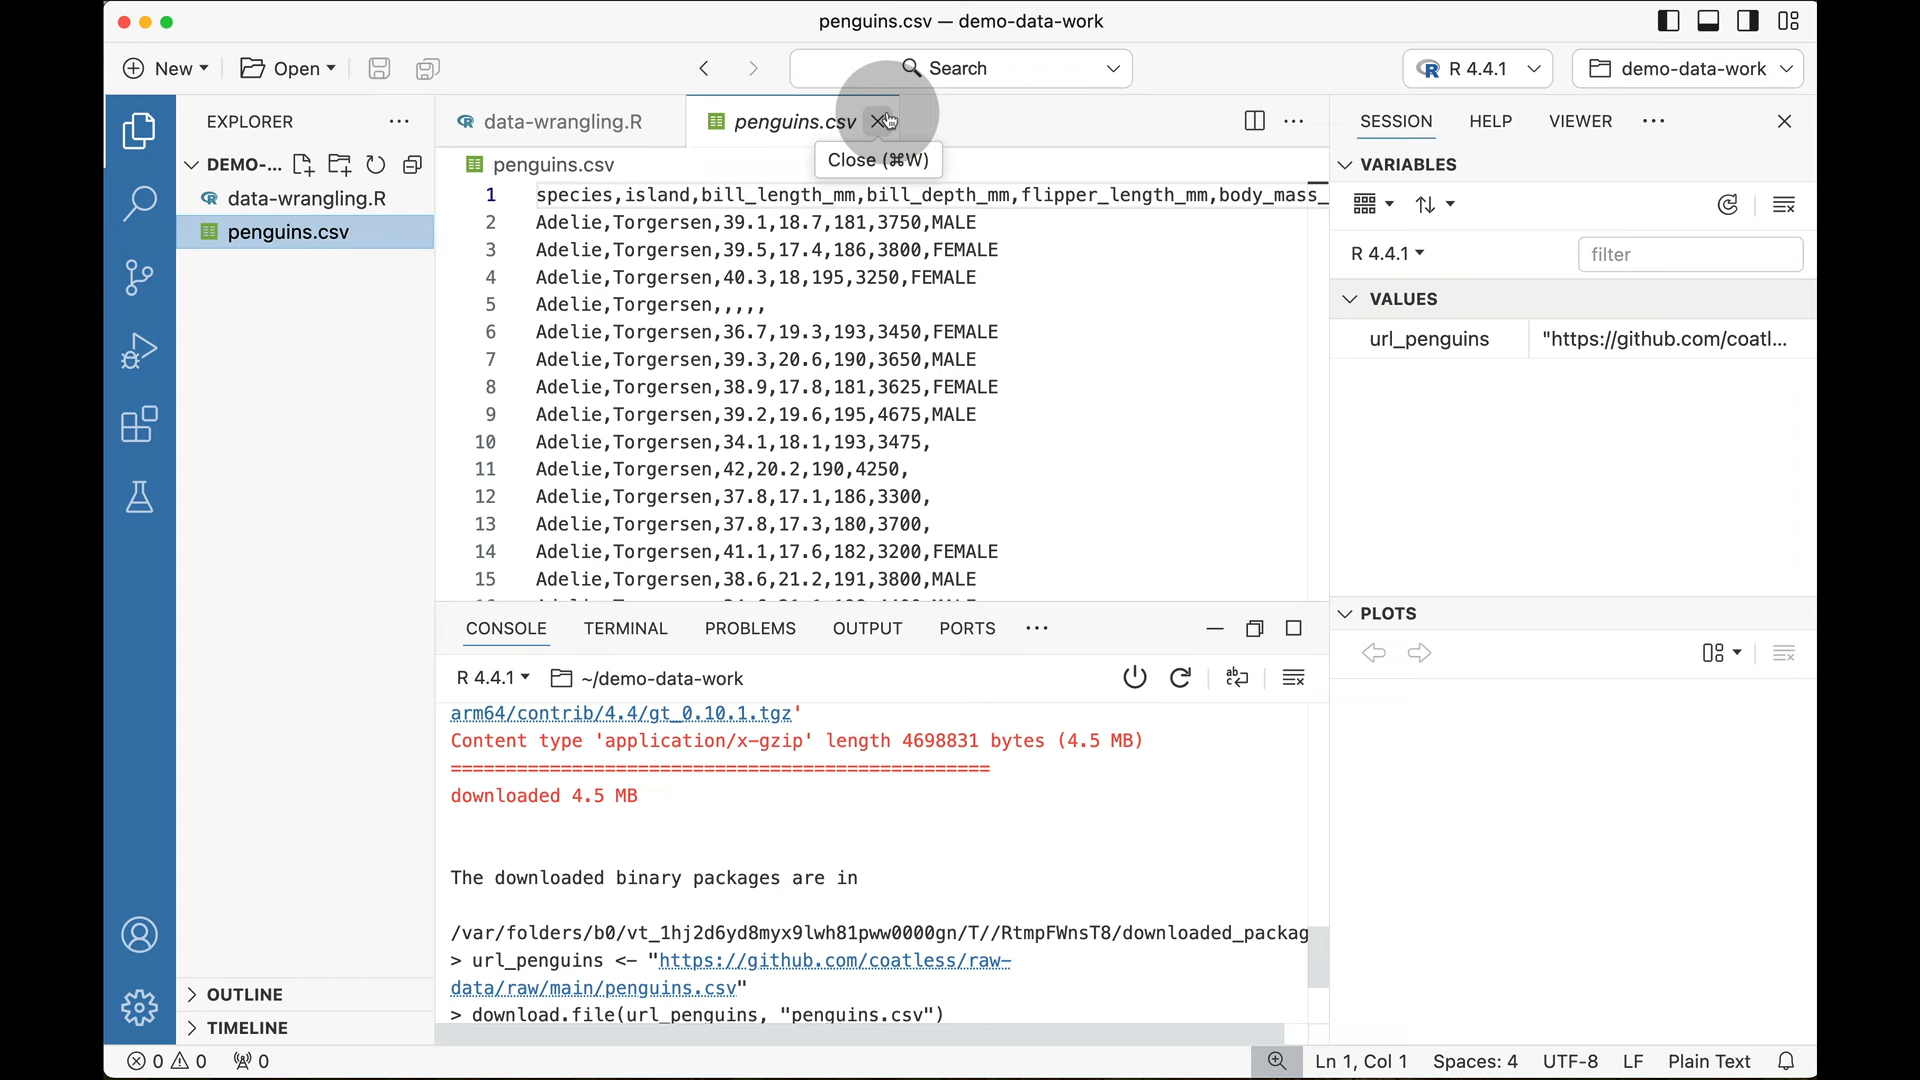 penguins.csv — demo-data-work
New
Open
Search
R 4.4.1
demo-data-work
EXPLORER
DEMO-...
data-wrangling.R
penguins.csv
OUTLINE
TIMELINE
data-wrangling.R
penguins.csv
Close (⌘W)
penguins.csv
1 species,island,bill_length_mm,bill_depth_mm,flipper_length_mm,body_mass_
2 Adelie,Torgersen,39.1,18.7,181,3750,MALE
3 Adelie,Torgersen,39.5,17.4,186,3800,FEMALE
4 Adelie,Torgersen,40.3,18,195,3250,FEMALE
5 Adelie,Torgersen,,,,,
6 Adelie,Torgersen,36.7,19.3,193,3450,FEMALE
7 Adelie,Torgersen,39.3,20.6,190,3650,MALE
8 Adelie,Torgersen,38.9,17.8,181,3625,FEMALE
9 Adelie,Torgersen,39.2,19.6,195,4675,MALE
10 Adelie,Torgersen,34.1,18.1,193,3475,
11 Adelie,Torgersen,42,20.2,190,4250,
12 Adelie,Torgersen,37.8,17.1,186,3300,
13 Adelie,Torgersen,37.8,17.3,180,3700,
14 Adelie,Torgersen,41.1,17.6,182,3200,FEMALE
15 Adelie,Torgersen,38.6,21.2,191,3800,MALE
CONSOLE TERMINAL PROBLEMS OUTPUT PORTS
R 4.4.1 ~/demo-data-work
arm64/contrib/4.4/gt_0.10.1.tgz'
Content type 'application/x-gzip' length 4698831 bytes (4.5 MB)
==================================================
downloaded 4.5 MB
The downloaded binary packages are in
/var/folders/b0/vt_1hj2d6yd8myx9lwh81pww0000gn/T//RtmpFWnsT8/downloaded_packag
> url_penguins <- "https://github.com/coatless/raw-
data/raw/main/penguins.csv"
> download.file(url_penguins, "penguins.csv")
SESSION HELP VIEWER
VARIABLES
R 4.4.1
filter
VALUES
url_penguins "https://github.com/coatl...
PLOTS
0 0 0
Ln 1, Col 1 Spaces: 4 UTF-8 LF Plain Text